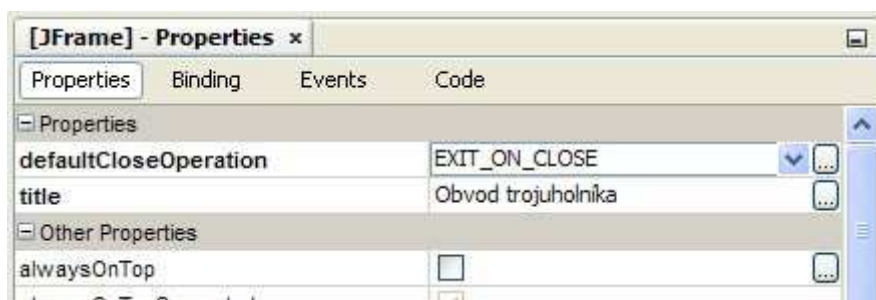 [JFrame] - Properties ×
Properties Binding Events Code
Properties
defaultCloseOperation EXIT_ON_CLOSE
title Obvod trojuholníka
Other Properties
alwaysOnTop